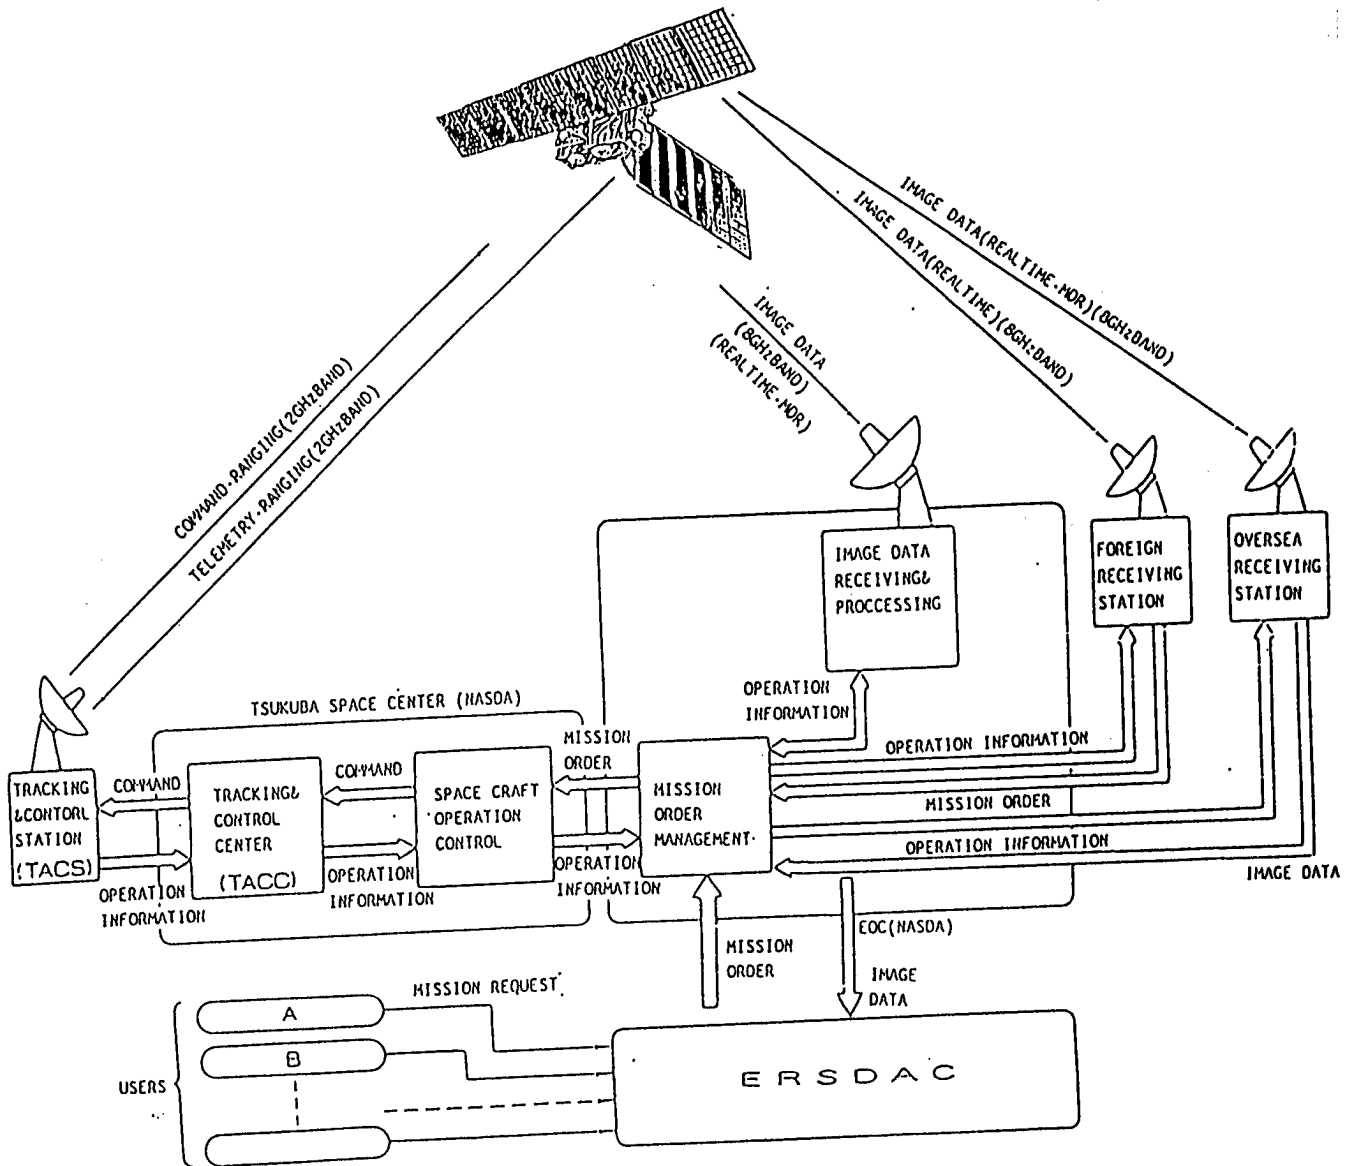 IMAGE DATA(REALTIME·MDR)(8GHzBAND)
IMAGE DATA(REALTIME)(8GHzBAND)
IMAGE DATA
(8GHzBAND)
(REALTIME·MDR)
COMMAND·RANGING(2GHzBAND)
TELEMETRY·RANGING(2GHzBAND)
IMAGE DATA
RECEIVING&
PROCCESSING
FOREIGN
RECEIVING
STATION
OVERSEA
RECEIVING
STATION
TSUKUBA SPACE CENTER (NASDA)
OPERATION
INFORMATION
TRACKING
&CONTORL
STATION
(TACS)
COMMAND
OPERATION
INFORMATION
TRACKING&
CONTROL
CENTER
(TACC)
COMMAND
OPERATION
INFORMATION
SPACE CRAFT
OPERATION
CONTROL
MISSION
ORDER
OPERATION
INFORMATION
MISSION
ORDER
MANAGEMENT
OPERATION INFORMATION
MISSION ORDER
OPERATION INFORMATION
IMAGE DATA
MISSION
ORDER
EOC(NASDA)
IMAGE
DATA
MISSION REQUEST
USERS
A
B
ERSDAC